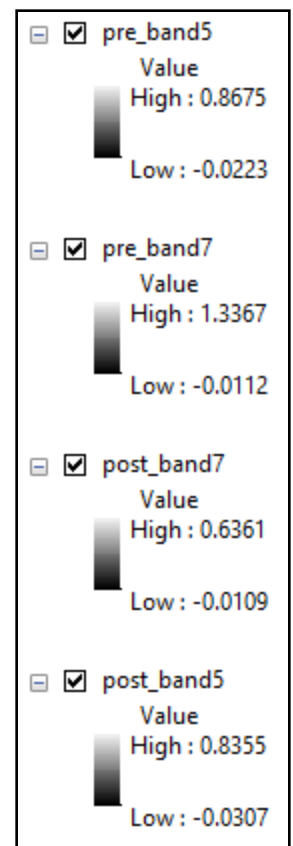 pre_band5
Value
High : 0.8675
Low : -0.0223
pre_band7
Value
High : 1.3367
Low : -0.0112
post_band7
Value
High : 0.6361
Low : -0.0109
post_band5
Value
High : 0.8355
Low : -0.0307